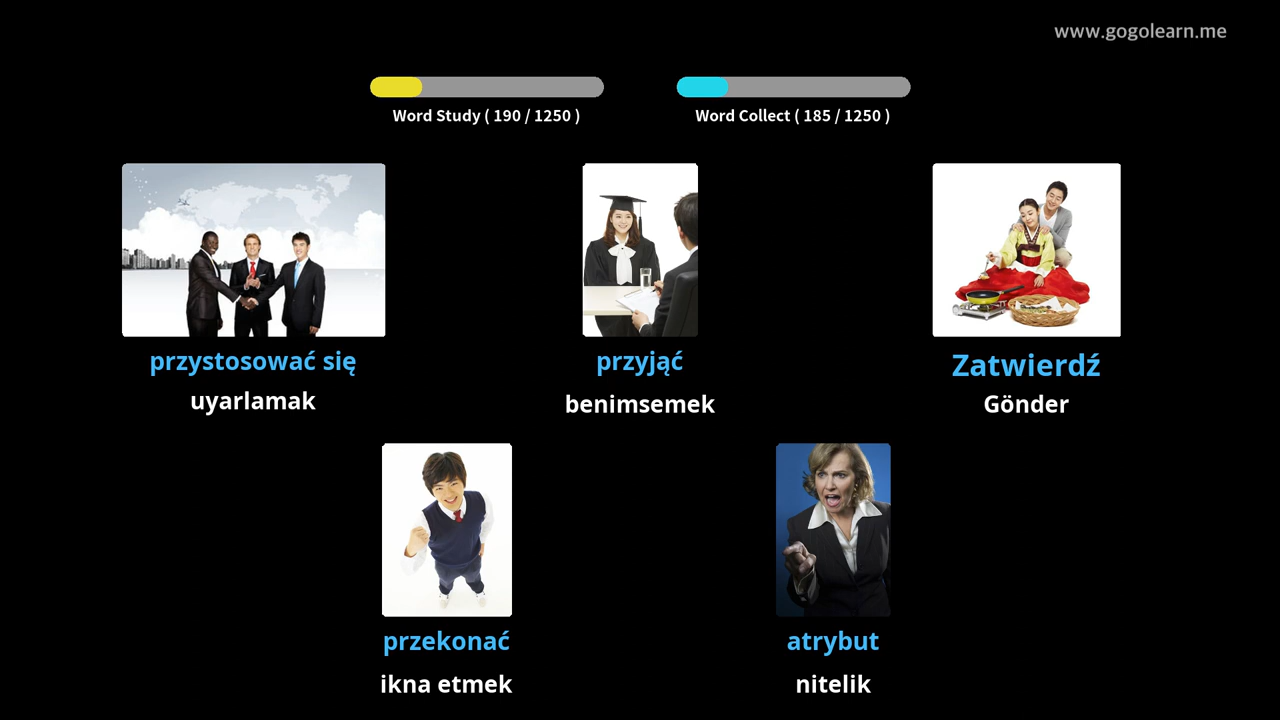 www.gogolearn.me
Word Study ( 190 / 1250 )
Word Collect ( 185 / 1250 )
przystosować się
uyarlamak
przyjąć
benimsemek
Zatwierdź
Gönder
przekonać
ikna etmek
atrybut
nitelik